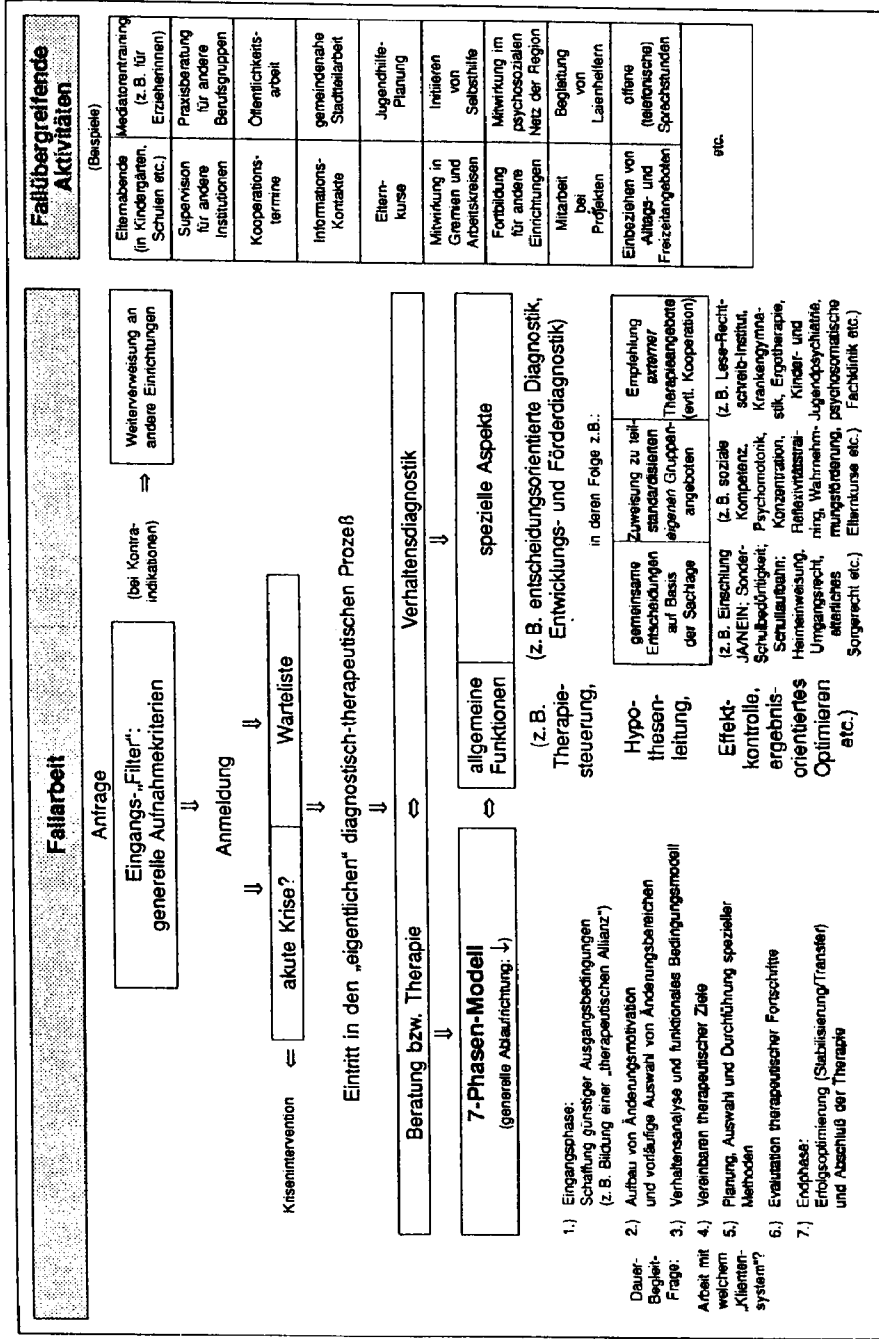 Fallarbeit
Anfrage
Eingangs-„Filter":
generelle Aufnahmekriterien
(bei Kontra-
indikationen)
⇒
Weiterverweisung an
andere Einrichtungen
⇓
Anmeldung
⇓
⇓
Krisenintervention
⇐
akute Krise?
Warteliste
⇓
Eintritt in den „eigentlichen" diagnostisch-therapeutischen Prozeß
⇓
Beratung bzw. Therapie
⇔
Verhaltensdiagnostik
⇓
⇓
7-Phasen-Modell
(generelle Ablaufrichtung: ↓)
⇔
allgemeine
Funktionen
spezielle Aspekte
1.) Eingangsphase:
Schaffung günstiger Ausgangsbedingungen
(z. B. Bildung einer „therapeutischen Allianz")
2.) Aufbau von Änderungsmotivation
und vorläufige Auswahl von Änderungsbereichen
3.) Verhaltensanalyse und funktionales Bedingungsmodell
4.) Vereinbaren therapeutischer Ziele
5.) Planung, Auswahl und Durchführung spezieller
Methoden
6.) Evalutation therapeutischer Fortschritte
7.) Endphase:
Erfolgsoptimierung (Stabilisierung/Transfer)
und Abschluß der Therapie
Dauer-
Begleit-
Frage:
Arbeit mit
welchem
„Klienten-
system"?
(z. B.
Therapie-
steuerung,
Hypo-
thesen-
leitung,
Effekt-
kontrolle,
ergebnis-
orientiertes
Optimieren
etc.)
(z. B. entscheidungsorientierte Diagnostik,
Entwicklungs- und Förderdiagnostik)
in deren Folge z.B.:
gemeinsame
Entscheidungen
auf Basis
der Sachlage
(z. B. Einschlung
JA/NEIN; Sonder-
Schulbedürftigkeit;
Schullaufbahn;
Heimeinweisung,
Umgangsrecht,
elterliches
Sorgerecht etc.)
Zuweisung zu teil-
standardisierten
eigenen Gruppen-
angeboten
(z. B. soziale
Kompetenz,
Psychomotorik,
Konzentration,
Reflexivitätstrai-
ning, Wahrnehm-
mungsförderung,
Elternkurse etc.)
Empfehlung
externer
Therapieangebote
(evtl. Kooperation)
(z. B. Lese-Recht-
schreib-Institut,
Krankengymna-
stik, Ergotherapie,
Kinder- und
Jugendpsychiatrie,
psychosomatische
Fachklinik etc.)
Fallübergreifende
Aktivitäten
(Beispiele)
Elternabende
(in Kindergärten,
Schulen etc.)
Mediatorentraining
(z. B. für
Erzieherinnen)
Supervision
für andere
Institutionen
Praxisberatung
für andere
Berufsgruppen
Kooperations-
termine
Öffentlichkeits-
arbeit
Informations-
Kontakte
gemeindenahe
Stadtteilarbeit
Eltern-
kurse
Jugendhilfe-
Planung
Mitwirkung in
Gremien und
Arbeitskreisen
Initiieren
von
Selbsthilfe
Fortbildung
für andere
Einrichtungen
Mitwirkung im
psychosozialen
Netz der Region
Mitarbeit
bei
Projekten
Begleitung
von
Laienhelfern
Einbeziehen von
Alltags- und
Freizeitangeboten
offene
(telefonische)
Sprechstunden
etc.